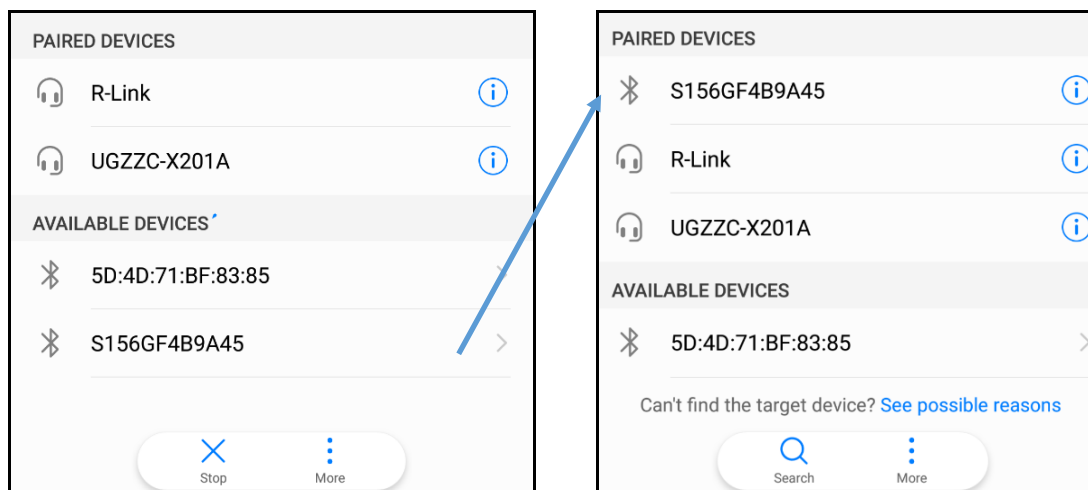 PAIRED DEVICES
R-Link
UGZZC-X201A
AVAILABLE DEVICES
5D:4D:71:BF:83:85
S156GF4B9A45
Stop
More
PAIRED DEVICES
S156GF4B9A45
R-Link
UGZZC-X201A
AVAILABLE DEVICES
5D:4D:71:BF:83:85
Can't find the target device? See possible reasons
Search
More